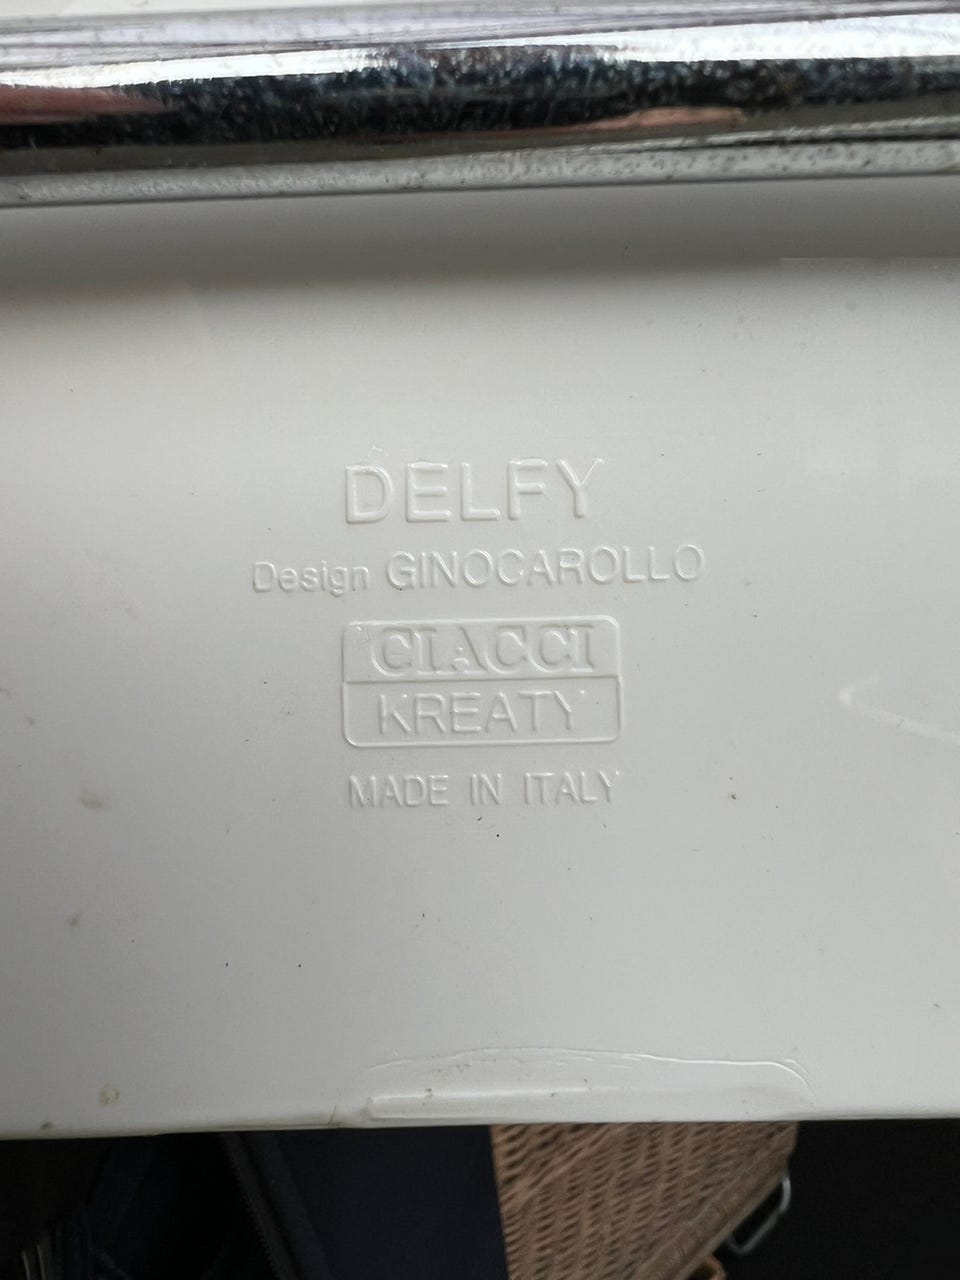 DELFY
Design GINOCAROLLO
CIACCI
KREATY
MADE IN ITALY